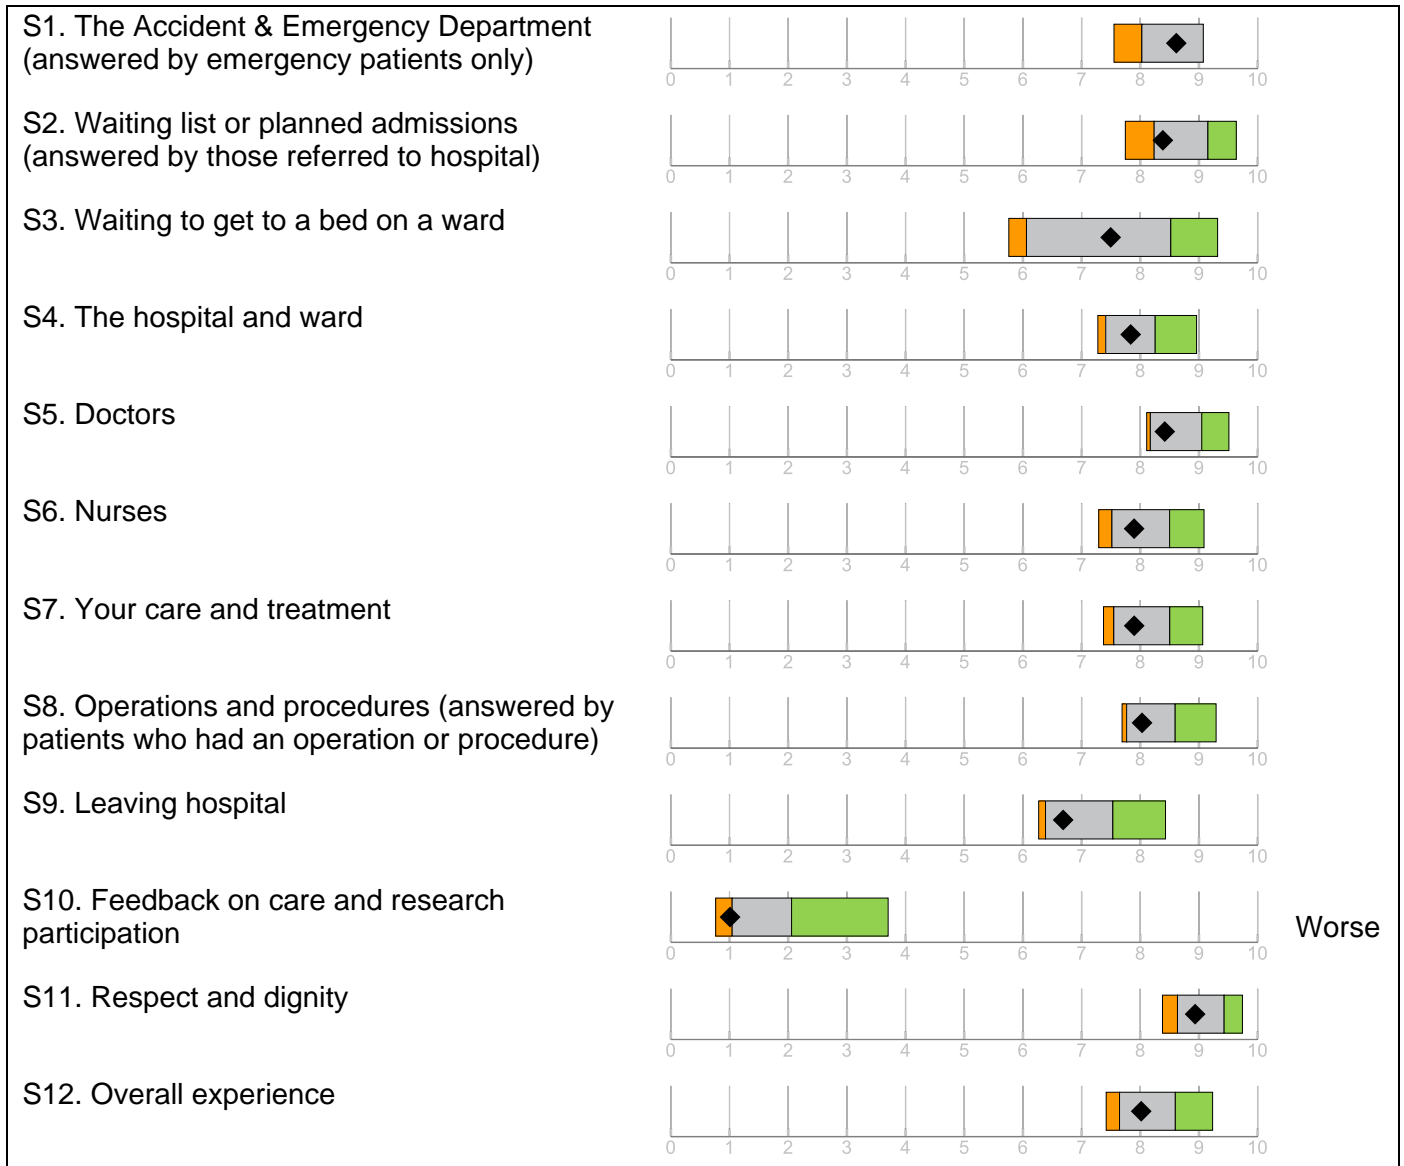 S1. The Accident & Emergency Department
(answered by emergency patients only)
0 1 2 3 4 5 6 7 8 9 10
S2. Waiting list or planned admissions
(answered by those referred to hospital)
0 1 2 3 4 5 6 7 8 9 10
S3. Waiting to get to a bed on a ward
0 1 2 3 4 5 6 7 8 9 10
S4. The hospital and ward
0 1 2 3 4 5 6 7 8 9 10
S5. Doctors
0 1 2 3 4 5 6 7 8 9 10
S6. Nurses
0 1 2 3 4 5 6 7 8 9 10
S7. Your care and treatment
0 1 2 3 4 5 6 7 8 9 10
S8. Operations and procedures (answered by
patients who had an operation or procedure)
0 1 2 3 4 5 6 7 8 9 10
S9. Leaving hospital
0 1 2 3 4 5 6 7 8 9 10
S10. Feedback on care and research
participation
Worse
0 1 2 3 4 5 6 7 8 9 10
S11. Respect and dignity
0 1 2 3 4 5 6 7 8 9 10
S12. Overall experience
0 1 2 3 4 5 6 7 8 9 10